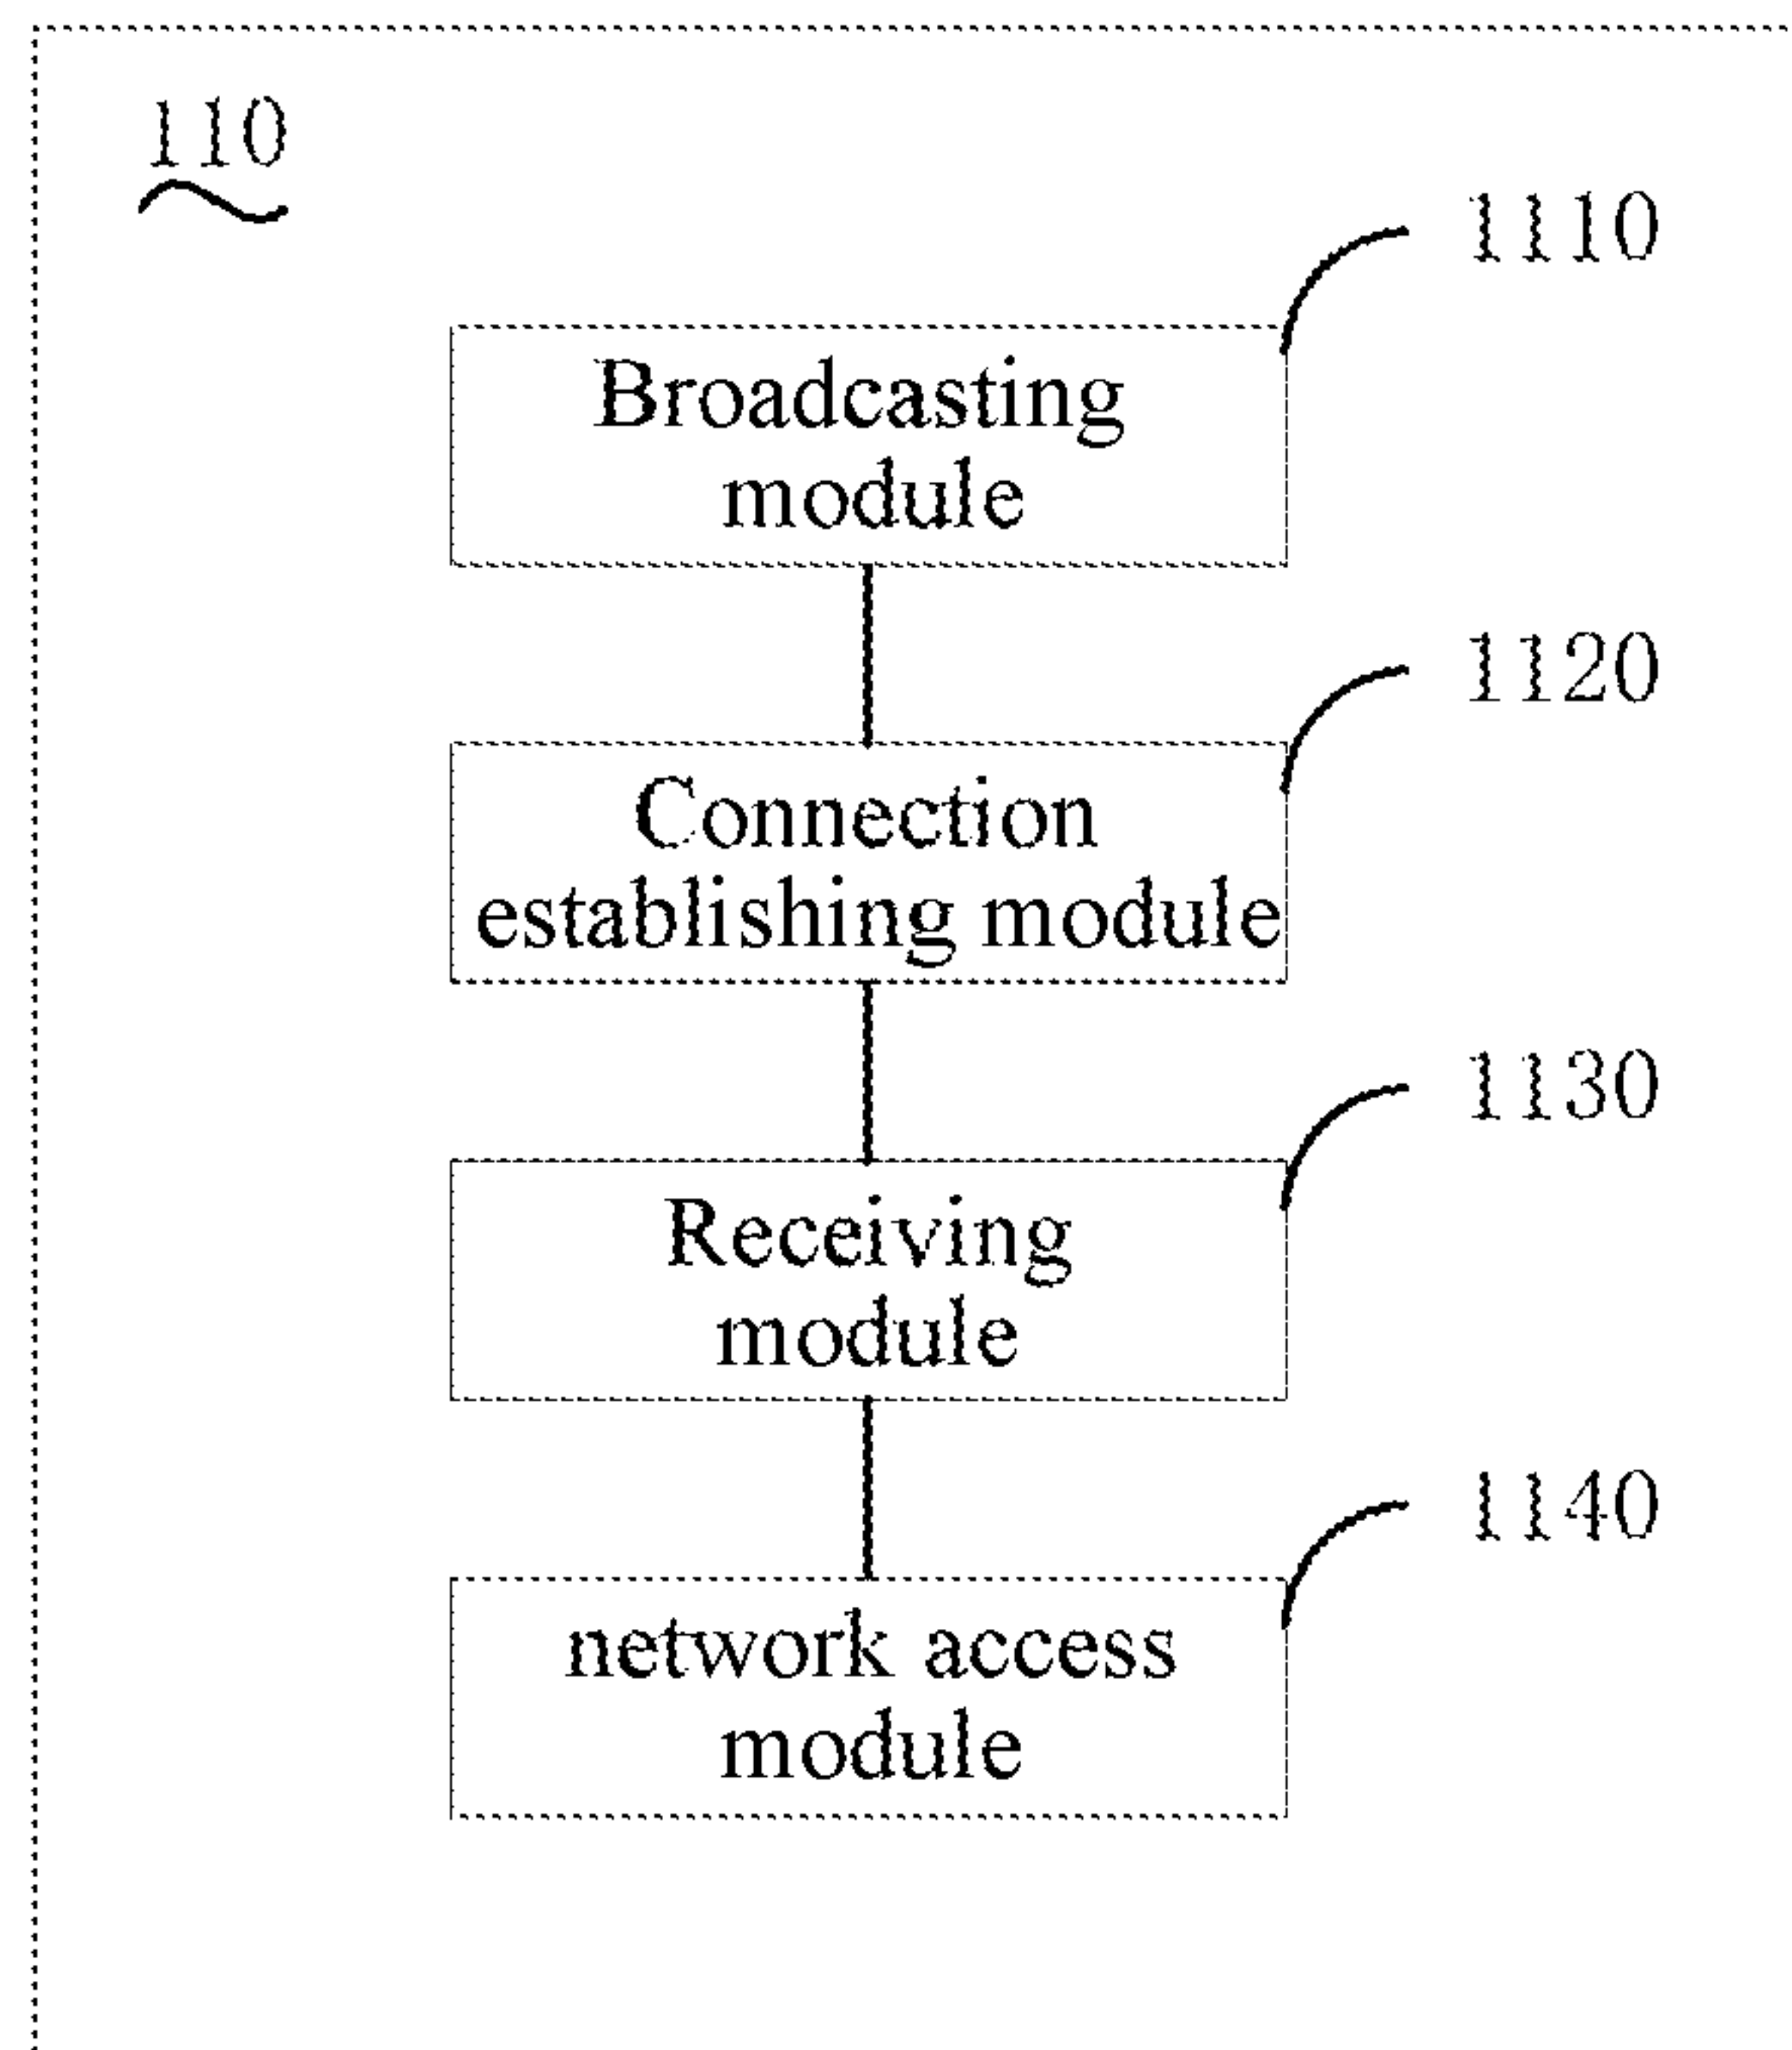 110
1110
Broadcasting
module
1120
Connection
establishing module
1130
Receiving
module
1140
network access
module